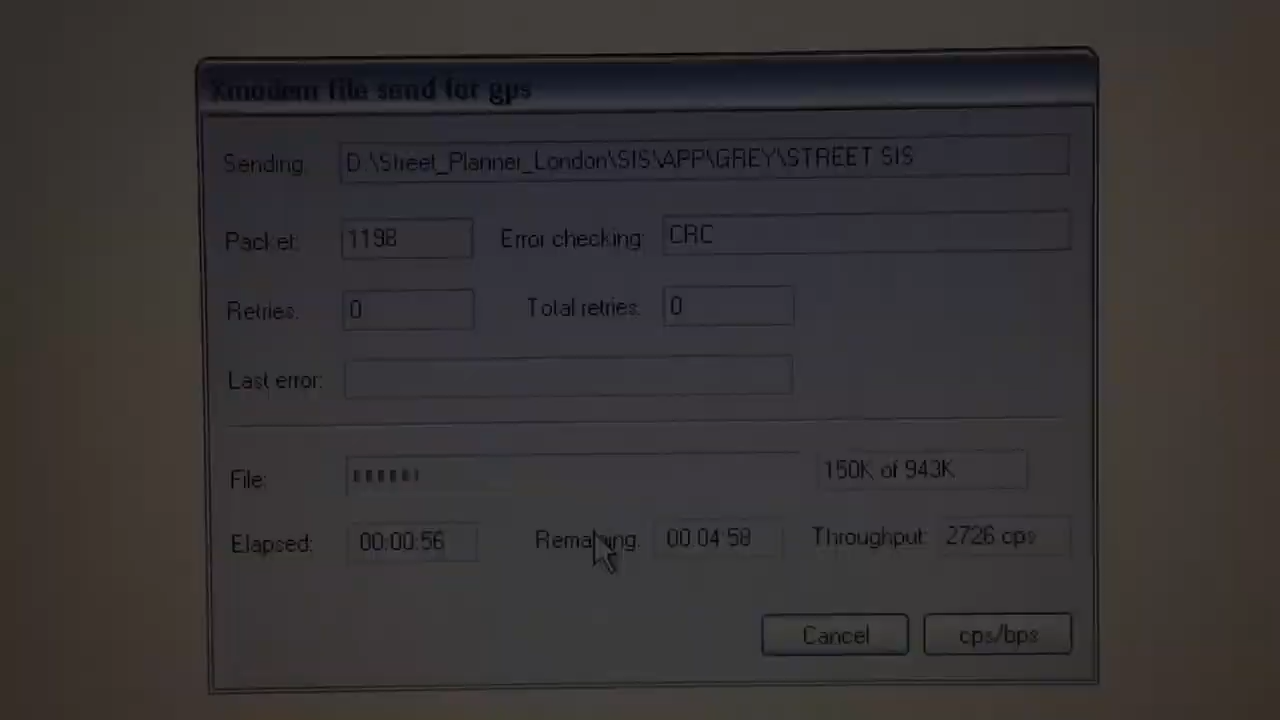 Xmodem file send for gps
Sending: D:\Street_Planner_London\SIS\APP\GREY\STREET.SIS
Packet: 1198 Error checking: CRC
Retries: 0 Total retries: 0
Last error:
File: 150K of 943K
Elapsed: 00:00:56 Remaining: 00:04:58 Throughput: 2726 cps
Cancel cps/bps